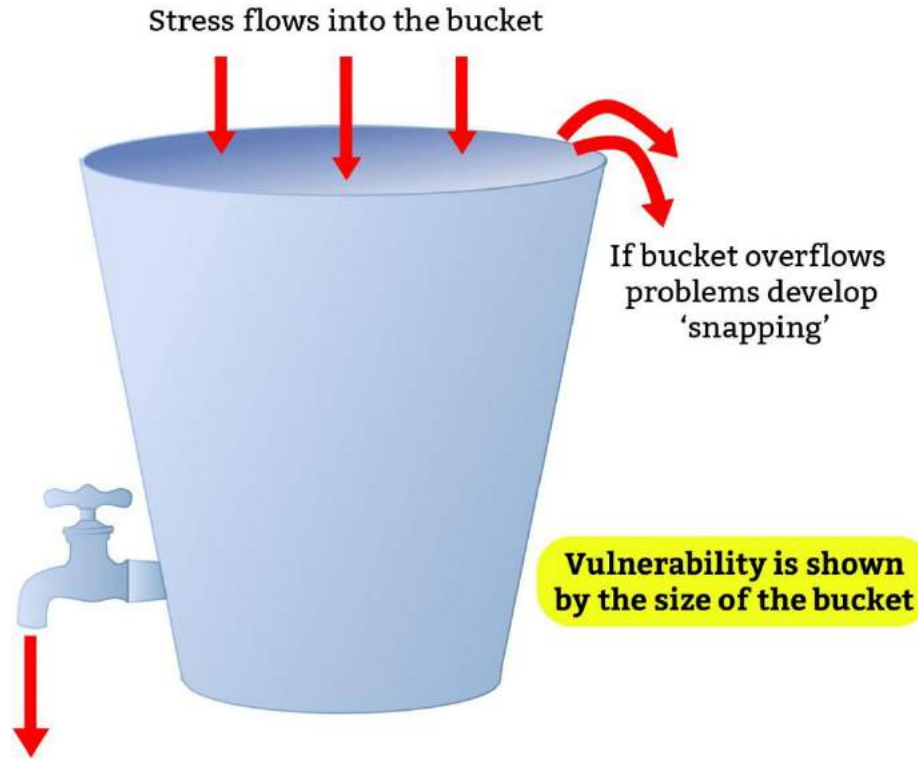 Stress flows into the bucket
If bucket overflows
problems develop
‘snapping’
Vulnerability is shown
by the size of the bucket